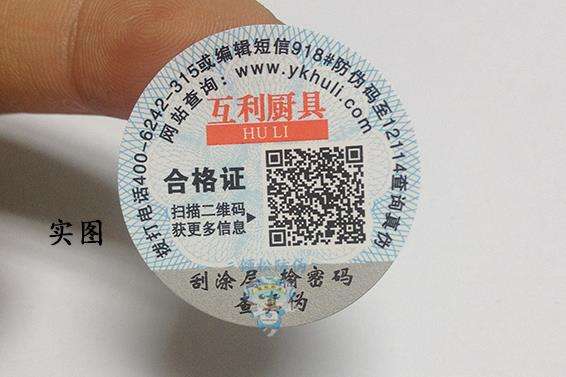 拨打电话400-6242-315或编辑短信918#防伪码至12114查询真伪
网站查询：www.ykhuli.com
互利厨具
HU LI
合格证
扫描二维码
获更多信息
实图
刮涂层 输密码
查真伪